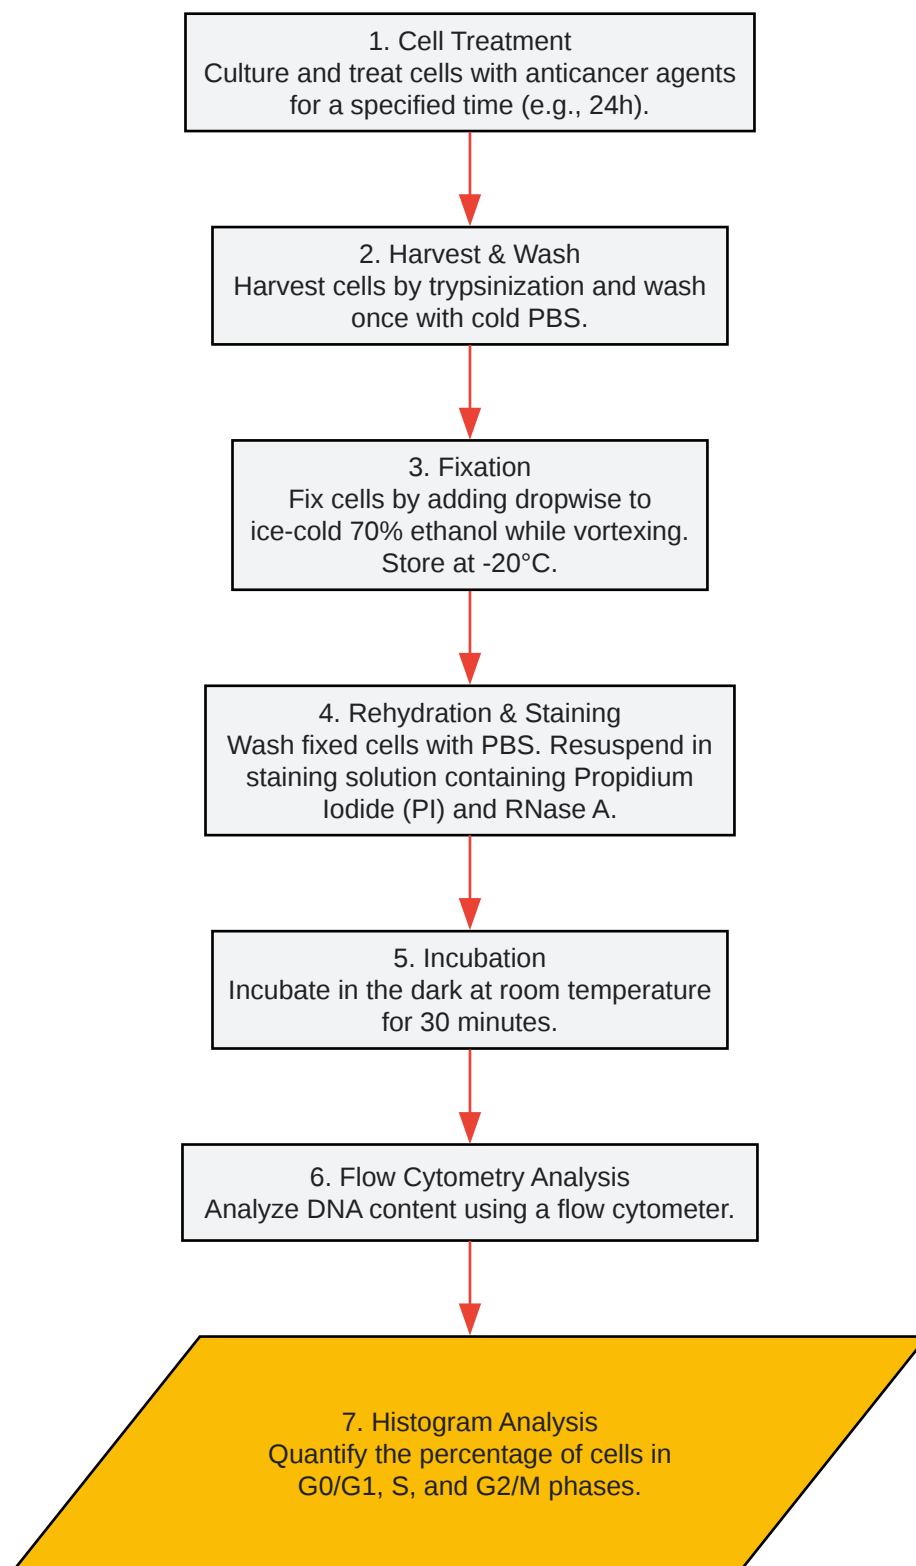 1. Cell Treatment
Culture and treat cells with anticancer agents
for a specified time (e.g., 24h).
2. Harvest & Wash
Harvest cells by trypsinization and wash
once with cold PBS.
3. Fixation
Fix cells by adding dropwise to
ice-cold 70% ethanol while vortexing.
Store at -20°C.
4. Rehydration & Staining
Wash fixed cells with PBS. Resuspend in
staining solution containing Propidium
Iodide (PI) and RNase A.
5. Incubation
Incubate in the dark at room temperature
for 30 minutes.
6. Flow Cytometry Analysis
Analyze DNA content using a flow cytometer.
7. Histogram Analysis
Quantify the percentage of cells in
G0/G1, S, and G2/M phases.